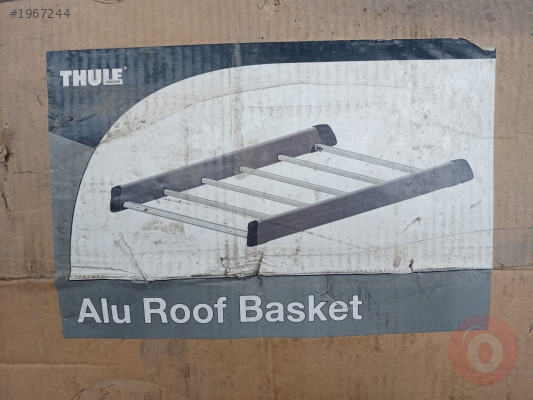 #1967244
THULE
Alu Roof Basket